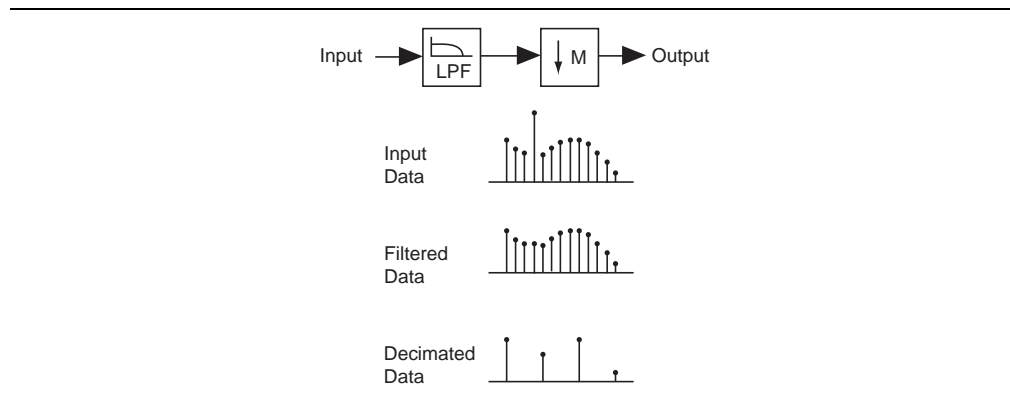 Input
LPF
M
Output
Input
Data
Filtered
Data
Decimated
Data